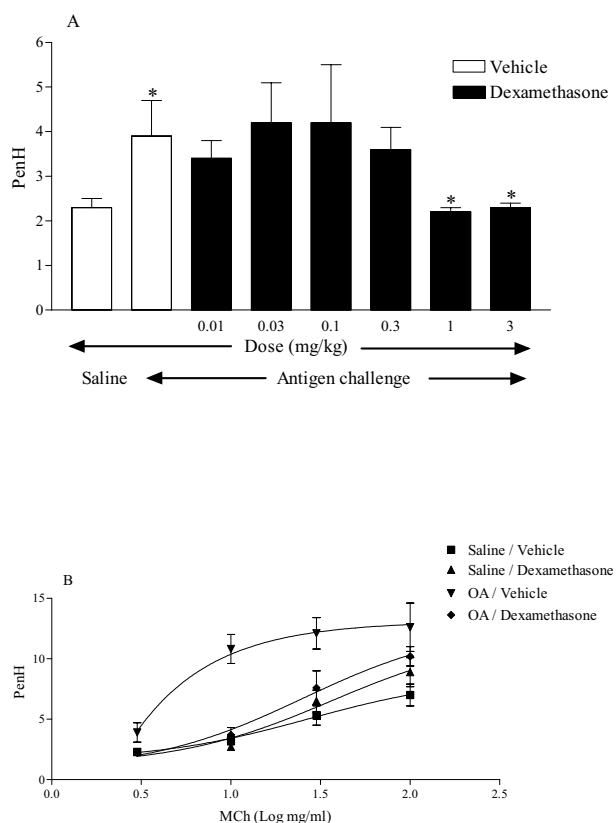 A
6
5
4
3
2
1
0
PenH
Vehicle
Dexamethasone
*
*
*
0.01 0.03 0.1 0.3 1 3
Dose (mg/kg)
Saline Antigen challenge
B
Saline / Vehicle
Saline / Dexamethasone
OA / Vehicle
OA / Dexamethasone
15
10
5
0
PenH
0.0 0.5 1.0 1.5 2.0 2.5
MCh (Log mg/ml)